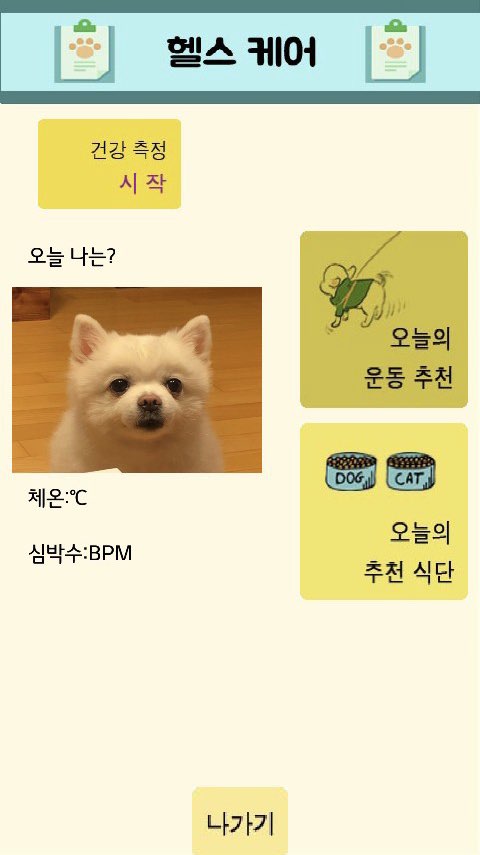 헬스 케어
건강 측정
시 작
오늘 나는?
오늘의
운동 추천
DOG
CAT
체온:℃
오늘의
추천 식단
심박수:BPM
나가기